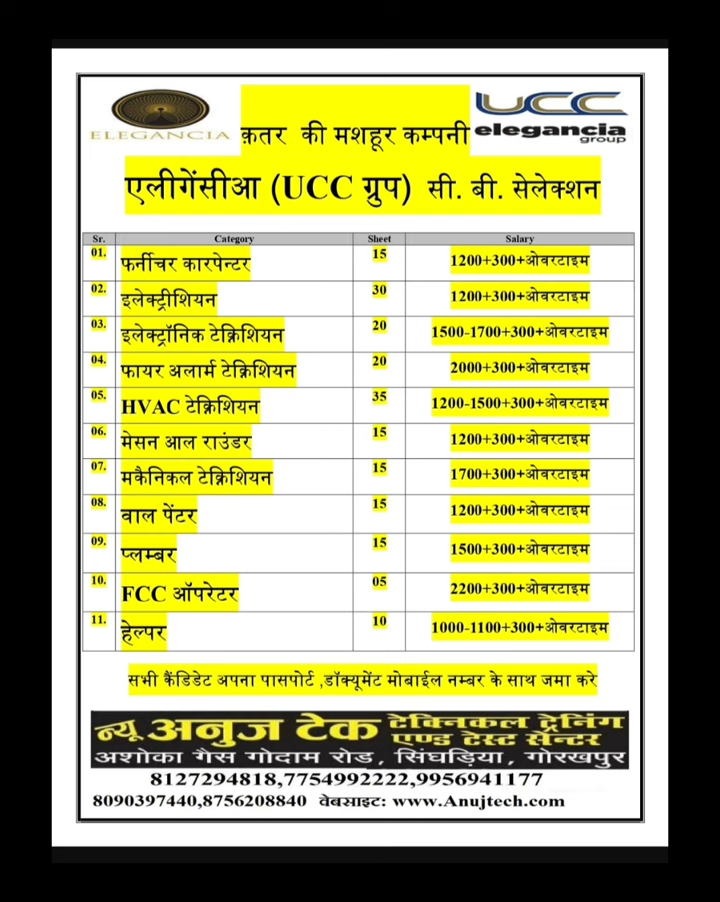 ELEGANCIA
UCC
elegancia
group
क़तर की मशहूर कम्पनी
एलीगेंसीआ (UCC ग्रुप) सी. बी. सेलेक्शन
Sr. Category Sheet Salary
01. फर्नीचर कारपेन्टर 15 1200+300+ओवरटाइम
02. इलेक्ट्रीशियन 30 1200+300+ओवरटाइम
03. इलेक्ट्रॉनिक टेक्निशियन 20 1500-1700+300+ओवरटाइम
04. फायर अलार्म टेक्निशियन 20 2000+300+ओवरटाइम
05. HVAC टेक्निशियन 35 1200-1500+300+ओवरटाइम
06. मेसन आल राउंडर 15 1200+300+ओवरटाइम
07. मकैनिकल टेक्निशियन 15 1700+300+ओवरटाइम
08. वाल पेंटर 15 1200+300+ओवरटाइम
09. प्लम्बर 15 1500+300+ओवरटाइम
10. FCC ऑपरेटर 05 2200+300+ओवरटाइम
11. हेल्पर 10 1000-1100+300+ओवरटाइम
सभी कैंडिडेट अपना पासपोर्ट ,डॉक्यूमेंट मोबाईल नम्बर के साथ जमा करे
न्यू अनुज टेक टेक्निकल ट्रेनिंग
एण्ड टेस्ट सेन्टर
अशोका गैस गोदाम रोड, सिंघड़िया, गोरखपुर
8127294818,7754992222,9956941177
8090397440,8756208840 वेबसाइट: www.Anujtech.com